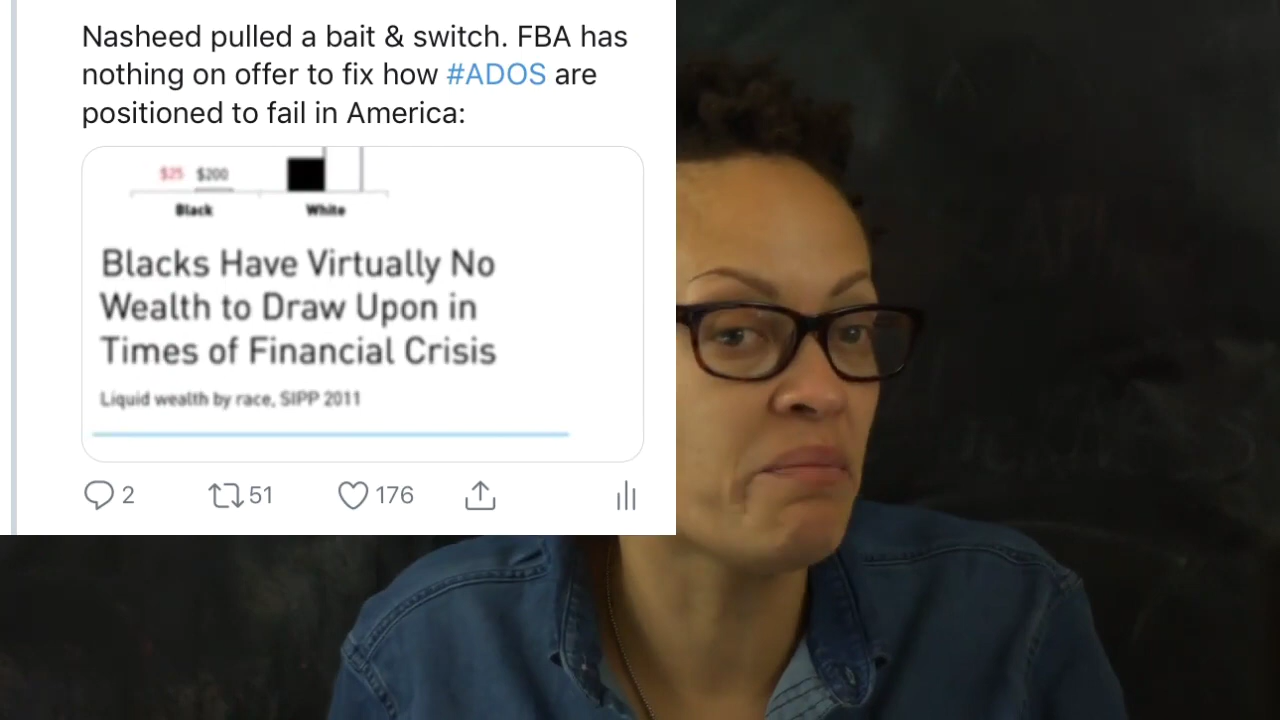 Nasheed pulled a bait & switch. FBA has
nothing on offer to fix how #ADOS are
positioned to fail in America:
$25 $200
Black White
Blacks Have Virtually No
Wealth to Draw Upon in
Times of Financial Crisis
Liquid wealth by race, SIPP 2011
2 51 176